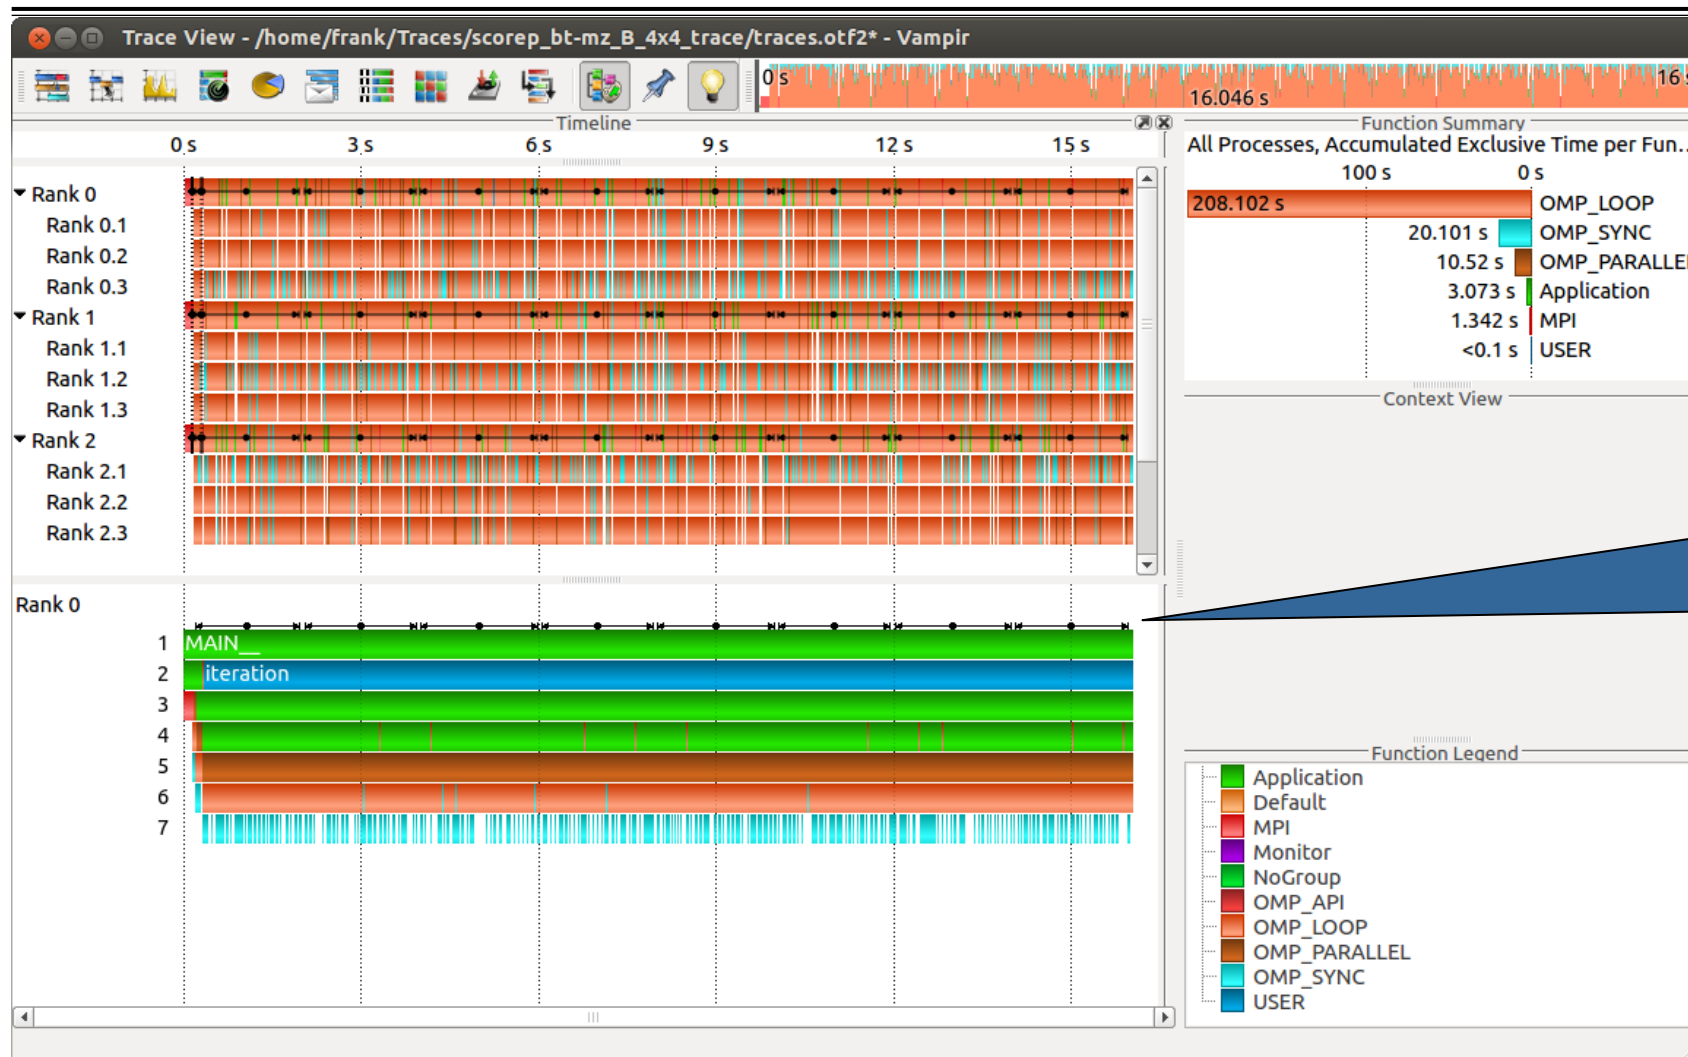 Trace View - /home/frank/Traces/scorep_bt-mz_B_4x4_trace/traces.otf2* - Vampir
0 s
16 s
16.046 s
Timeline
0 s 3 s 6 s 9 s 12 s 15 s
Rank 0
Rank 0.1
Rank 0.2
Rank 0.3
Rank 1
Rank 1.1
Rank 1.2
Rank 1.3
Rank 2
Rank 2.1
Rank 2.2
Rank 2.3
Rank 0
1 MAIN__
2 iteration
3
4
5
6
7
Function Summary
All Processes, Accumulated Exclusive Time per Fun..
100 s 0 s
208.102 s OMP_LOOP
20.101 s OMP_SYNC
10.52 s OMP_PARALLEL
3.073 s Application
1.342 s MPI
<0.1 s USER
Context View
Function Legend
Application
Default
MPI
Monitor
NoGroup
OMP_API
OMP_LOOP
OMP_PARALLEL
OMP_SYNC
USER